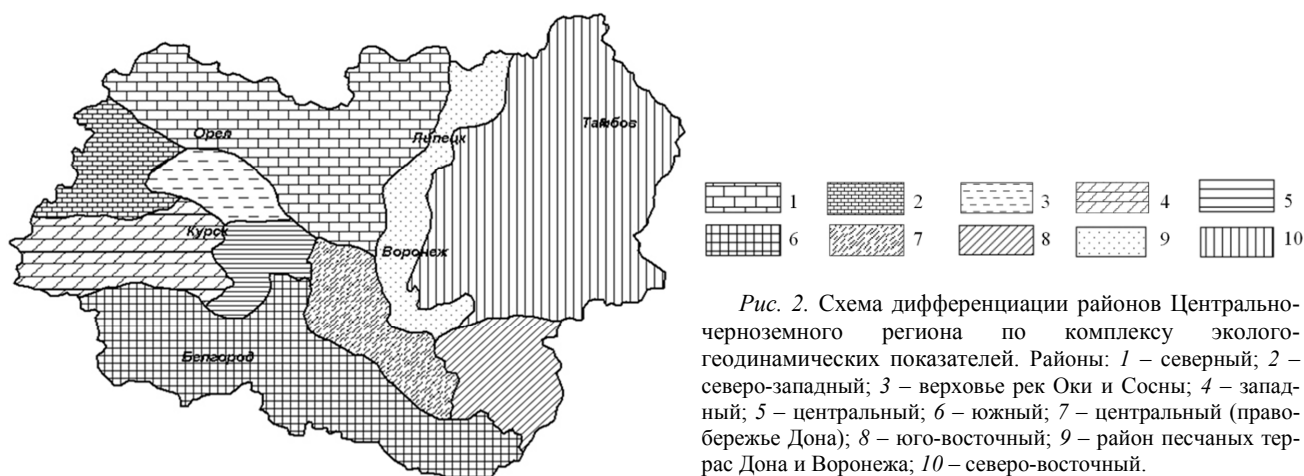 Орел
Липецк
Тамбов
Курск
Воронеж
Белгород
1 2 3 4 5
6 7 8 9 10
Рис. 2. Схема дифференциации районов Центрально-
черноземного региона по комплексу эколого-
геодинамических показателей. Районы: 1 – северный; 2 –
северо-западный; 3 – верховье рек Оки и Сосны; 4 – запад-
ный; 5 – центральный; 6 – южный; 7 – центральный (право-
бережье Дона); 8 – юго-восточный; 9 – район песчаных тер-
рас Дона и Воронежа; 10 – северо-восточный.